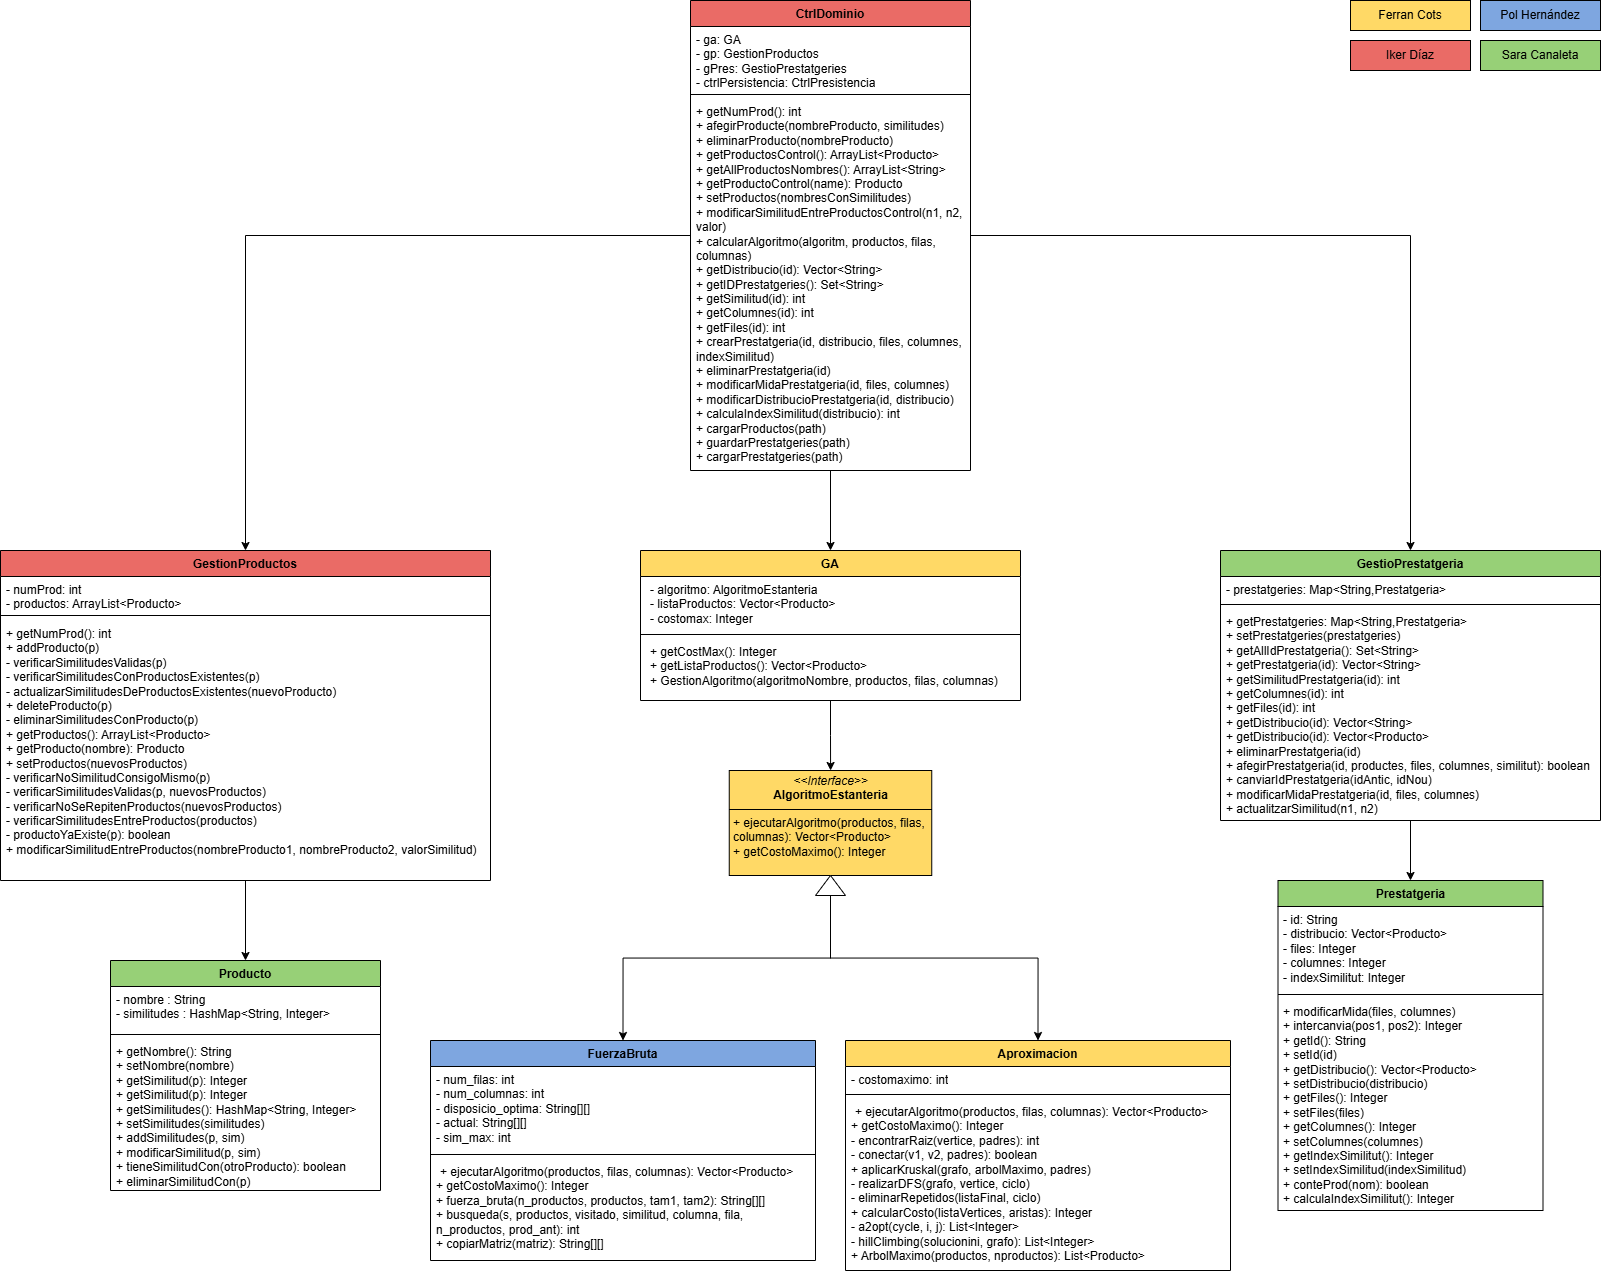 CtrlDominio
- ga: GA
- gp: GestionProductos
- gPres: GestioPrestatgeries
- ctrlPersistencia: CtrlPresistencia
+ getNumProd(): int
+ afegirProducte(nombreProducto, similitudes)
+ eliminarProducto(nombreProducto)
+ getProductosControl(): ArrayList<Producto>
+ getAllProductosNombres(): ArrayList<String>
+ getProductoControl(name): Producto
+ setProductos(nombresConSimilitudes)
+ modificarSimilitudEntreProductosControl(n1, n2,
valor)
+ calcularAlgoritmo(algoritm, productos, filas,
columnas)
+ getDistribucio(id): Vector<String>
+ getIDPrestatgeries(): Set<String>
+ getSimilitud(id): int
+ getColumnes(id): int
+ getFiles(id): int
+ crearPrestatgeria(id, distribucio, files, columnes,
indexSimilitud)
+ eliminarPrestatgeria(id)
+ modificarMidaPrestatgeria(id, files, columnes)
+ modificarDistribucioPrestatgeria(id, distribucio)
+ calculaIndexSimilitud(distribucio): int
+ cargarProductos(path)
+ guardarPrestatgeries(path)
+ cargarPrestatgeries(path)
Ferran Cots
Pol Hernández
Iker Díaz
Sara Canaleta
GestionProductos
- numProd: int
- productos: ArrayList<Producto>
+ getNumProd(): int
+ addProducto(p)
- verificarSimilitudesValidas(p)
- verificarSimilitudesConProductosExistentes(p)
- actualizarSimilitudesDeProductosExistentes(nuevoProducto)
+ deleteProducto(p)
- eliminarSimilitudesConProducto(p)
+ getProductos(): ArrayList<Producto>
+ getProducto(nombre): Producto
+ setProductos(nuevosProductos)
- verificarNoSimilitudConsigoMismo(p)
- verificarSimilitudesValidas(p, nuevosProductos)
- verificarNoSeRepitenProductos(nuevosProductos)
- verificarSimilitudesEntreProductos(productos)
- productoYaExiste(p): boolean
+ modificarSimilitudEntreProductos(nombreProducto1, nombreProducto2, valorSimilitud)
GA
- algoritmo: AlgoritmoEstanteria
- listaProductos: Vector<Producto>
- costomax: Integer
+ getCostMax(): Integer
+ getListaProductos(): Vector<Producto>
+ GestionAlgoritmo(algoritmoNombre, productos, filas, columnas)
GestioPrestatgeria
- prestatgeries: Map<String,Prestatgeria>
+ getPrestatgeries: Map<String,Prestatgeria>
+ setPrestatgeries(prestatgeries)
+ getAllIdPrestatgeria(): Set<String>
+ getPrestatgeria(id): Vector<String>
+ getSimilitudPrestatgeria(id): int
+ getColumnes(id): int
+ getFiles(id): int
+ getDistribucio(id): Vector<String>
+ getDistribucio(id): Vector<Producto>
+ eliminarPrestatgeria(id)
+ afegirPrestatgeria(id, productes, files, columnes, similitut): boolean
+ canviarIdPrestatgeria(idAntic, idNou)
+ modificarMidaPrestatgeria(id, files, columnes)
+ actualitzarSimilitud(n1, n2)
<<Interface>>
AlgoritmoEstanteria
+ ejecutarAlgoritmo(productos, filas,
columnas): Vector<Producto>
+ getCostoMaximo(): Integer
Producto
- nombre : String
- similitudes : HashMap<String, Integer>
+ getNombre(): String
+ setNombre(nombre)
+ getSimilitud(p): Integer
+ getSimilitud(p): Integer
+ getSimilitudes(): HashMap<String, Integer>
+ setSimilitudes(similitudes)
+ addSimilitudes(p, sim)
+ modificarSimilitud(p, sim)
+ tieneSimilitudCon(otroProducto): boolean
+ eliminarSimilitudCon(p)
FuerzaBruta
- num_filas: int
- num_columnas: int
- disposicio_optima: String[][]
- actual: String[][]
- sim_max: int
+ ejecutarAlgoritmo(productos, filas, columnas): Vector<Producto>
+ getCostoMaximo(): Integer
+ fuerza_bruta(n_productos, productos, tam1, tam2): String[][]
+ busqueda(s, productos, visitado, similitud, columna, fila,
n_productos, prod_ant): int
+ copiarMatriz(matriz): String[][]
Aproximacion
- costomaximo: int
+ ejecutarAlgoritmo(productos, filas, columnas): Vector<Producto>
+ getCostoMaximo(): Integer
- encontrarRaiz(vertice, padres): int
- conectar(v1, v2, padres): boolean
+ aplicarKruskal(grafo, arbolMaximo, padres)
- realizarDFS(grafo, vertice, ciclo)
- eliminarRepetidos(listaFinal, ciclo)
+ calcularCosto(listaVertices, aristas): Integer
- a2opt(cycle, i, j): List<Integer>
- hillClimbing(solucionini, grafo): List<Integer>
+ ArbolMaximo(productos, nproductos): List<Producto>
Prestatgeria
- id: String
- distribucio: Vector<Producto>
- files: Integer
- columnes: Integer
- indexSimilitut: Integer
+ modificarMida(files, columnes)
+ intercanvia(pos1, pos2): Integer
+ getId(): String
+ setId(id)
+ getDistribucio(): Vector<Producto>
+ setDistribucio(distribucio)
+ getFiles(): Integer
+ setFiles(files)
+ getColumnes(): Integer
+ setColumnes(columnes)
+ getIndexSimilitut(): Integer
+ setIndexSimilitud(indexSimilitud)
+ conteProd(nom): boolean
+ calculaIndexSimilitut(): Integer